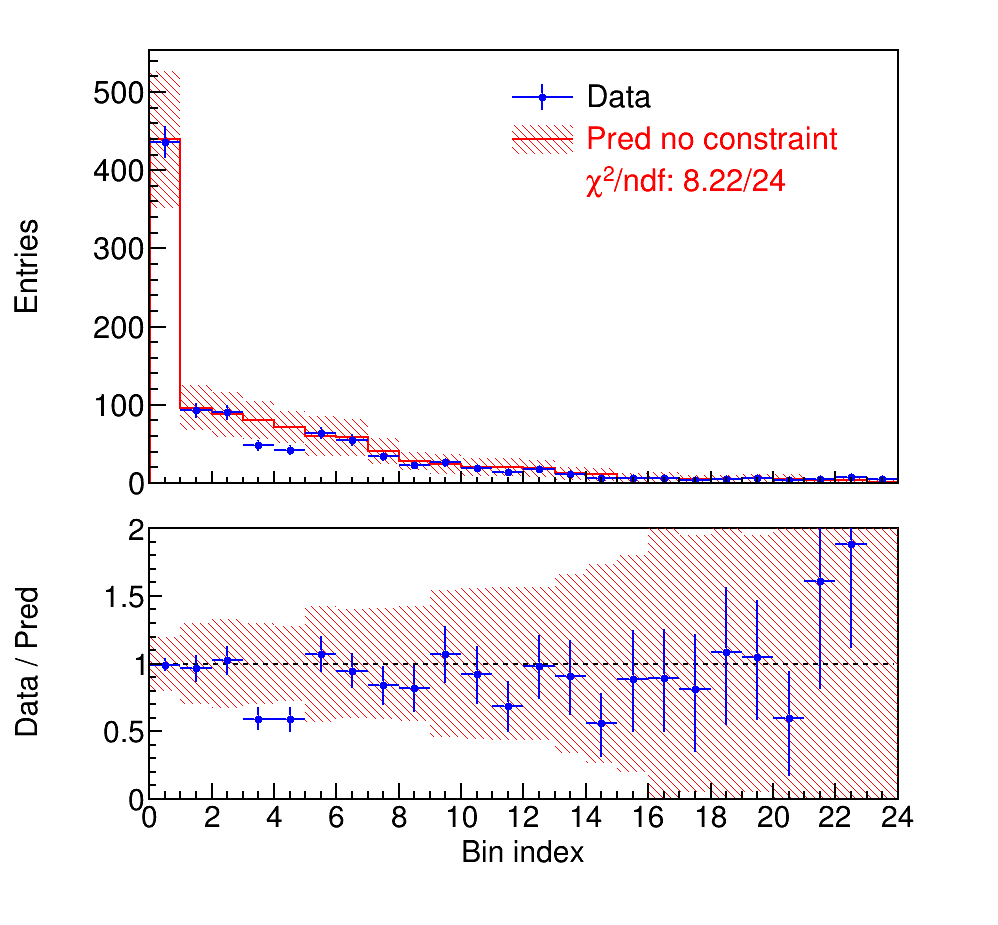 500
400
300
200
100
0
Entries
Data
Pred no constraint
χ²/ndf: 8.22/24
2
1.5
1
0.5
0
Data / Pred
0 2 4 6 8 10 12 14 16 18 20 22 24
Bin index